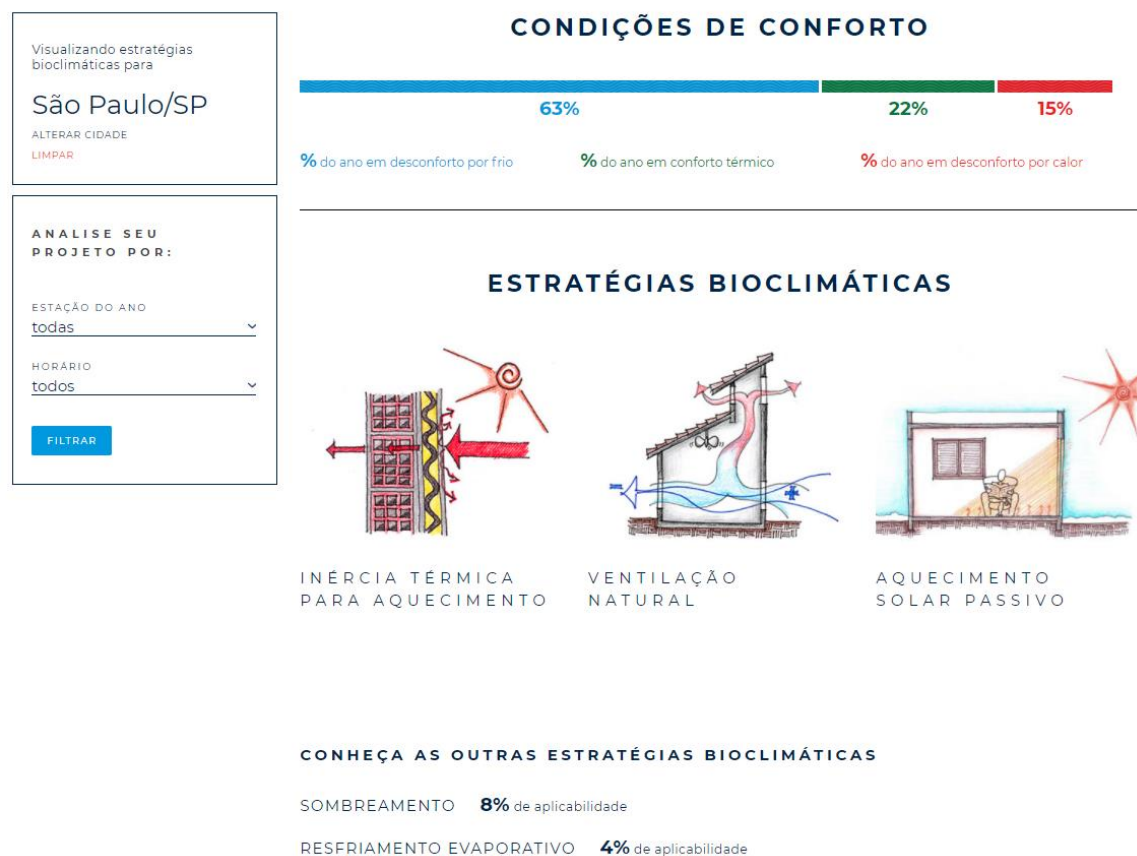 Visualizando estratégias
bioclimáticas para
São Paulo/SP
ALTERAR CIDADE
LIMPAR
ANALISE SEU
PROJETO POR:
ESTAÇÃO DO ANO
todas
HORÁRIO
todos
FILTRAR
CONDIÇÕES DE CONFORTO
63% 22% 15%
% do ano em desconforto por frio % do ano em conforto térmico % do ano em desconforto por calor
ESTRATÉGIAS BIOCLIMÁTICAS
INÉRCIA TÉRMICA
PARA AQUECIMENTO
VENTILAÇÃO
NATURAL
AQUECIMENTO
SOLAR PASSIVO
CONHEÇA AS OUTRAS ESTRATÉGIAS BIOCLIMÁTICAS
SOMBREAMENTO 8% de aplicabilidade
RESFRIAMENTO EVAPORATIVO 4% de aplicabilidade